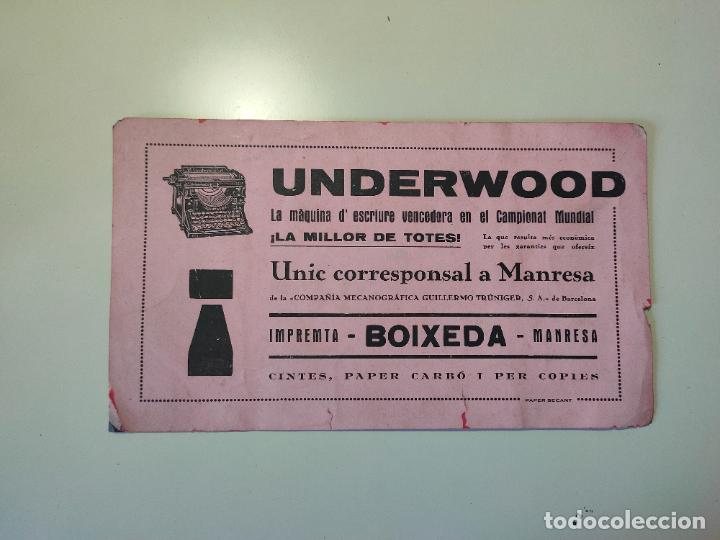 UNDERWOOD
La màquina d' escriure vencedora en el Campionat Mundial
¡LA MILLOR DE TOTES!
La que resulta més econòmica
per les garanties que ofereix
Unic corresponsal a Manresa
de la «COMPAÑÍA MECANOGRÁFICA GUILLERMO TRÚNIGER, S. A.» de Barcelona
IMPREMTA - BOIXEDA - MANRESA
CINTES, PAPER CARBÓ I PER COPIES
PAPER SECANT
todocoleccion